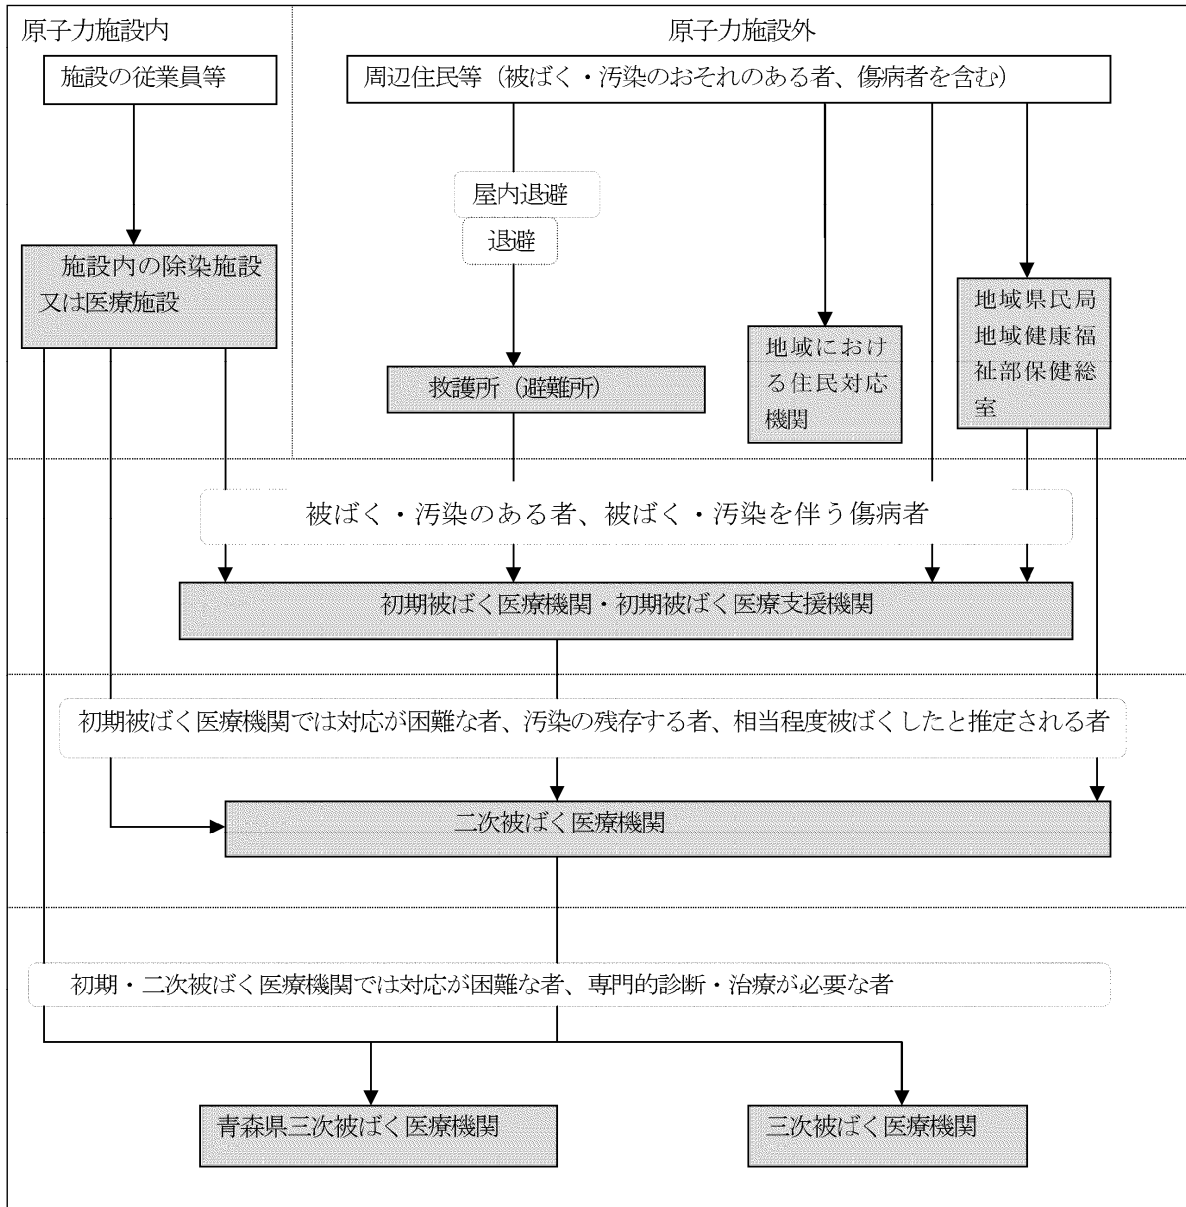 原子力施設内
原子力施設外
施設の従業員等
周辺住民等（被ばく・汚染のおそれのある者、傷病者を含む）
屋内退避
退避
施設内の除染施設
又は医療施設
救護所（避難所）
地域におけ
る住民対応
機関
地域県民局
地域健康福
祉部保健総
室
被ばく・汚染のある者、被ばく・汚染を伴う傷病者
初期被ばく医療機関・初期被ばく医療支援機関
初期被ばく医療機関では対応が困難な者、汚染の残存する者、相当程度被ばくしたと推定される者
二次被ばく医療機関
初期・二次被ばく医療機関では対応が困難な者、専門的診断・治療が必要な者
青森県三次被ばく医療機関
三次被ばく医療機関